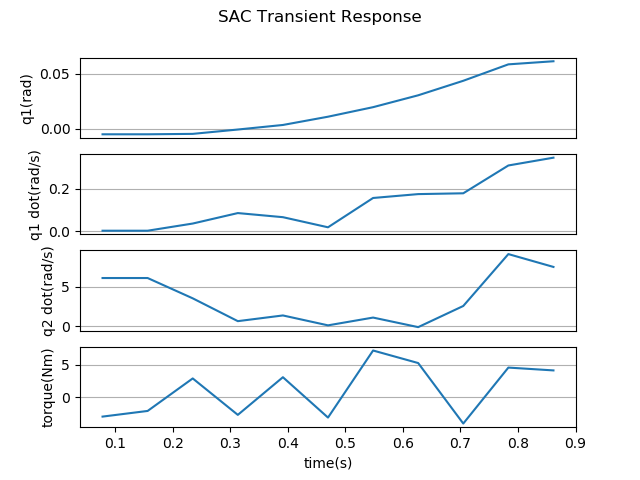 SAC Transient Response
0.05
0.00
q1(rad)
0.2
0.0
q1 dot(rad/s)
5
0
q2 dot(rad/s)
5
0
torque(Nm)
0.1 0.2 0.3 0.4 0.5 0.6 0.7 0.8 0.9
time(s)